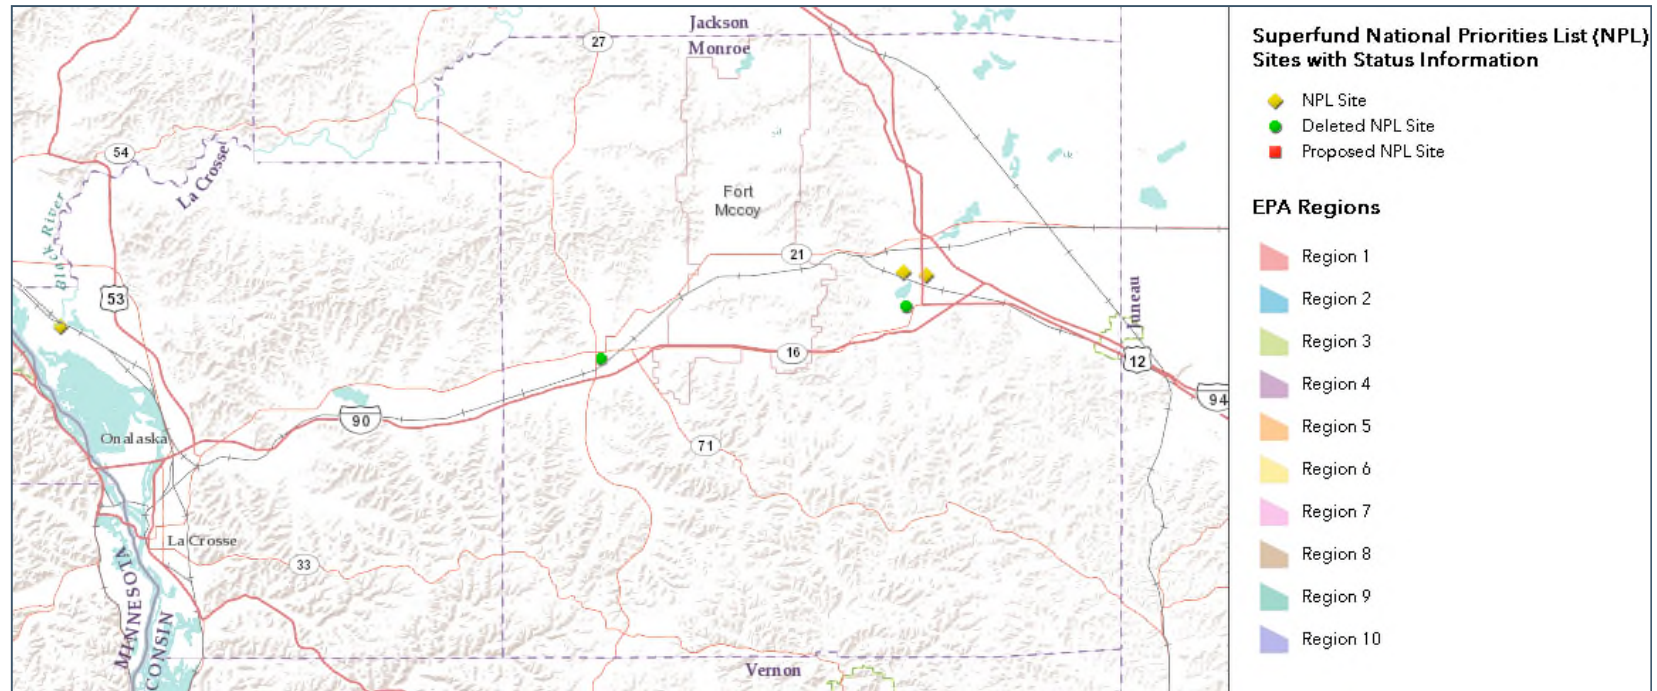 Jackson
Monroe
27
54
La Crosse
Black River
53
Fort
Mccoy
21
Juneau
16
12
94
90
Onalaska
71
La Crosse
33
MINNESOTA
CONSIN
Vernon
Superfund National Priorities List (NPL)
Sites with Status Information
NPL Site
Deleted NPL Site
Proposed NPL Site
EPA Regions
Region 1
Region 2
Region 3
Region 4
Region 5
Region 6
Region 7
Region 8
Region 9
Region 10